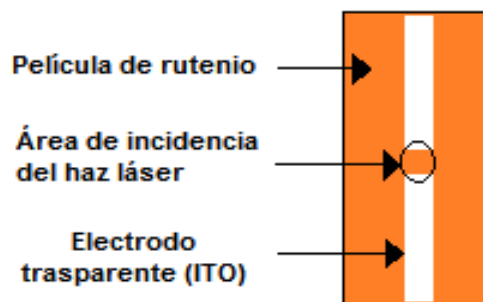 Película de rutenio
Área de incidencia
del haz láser
Electrodo
trasparente (ITO)